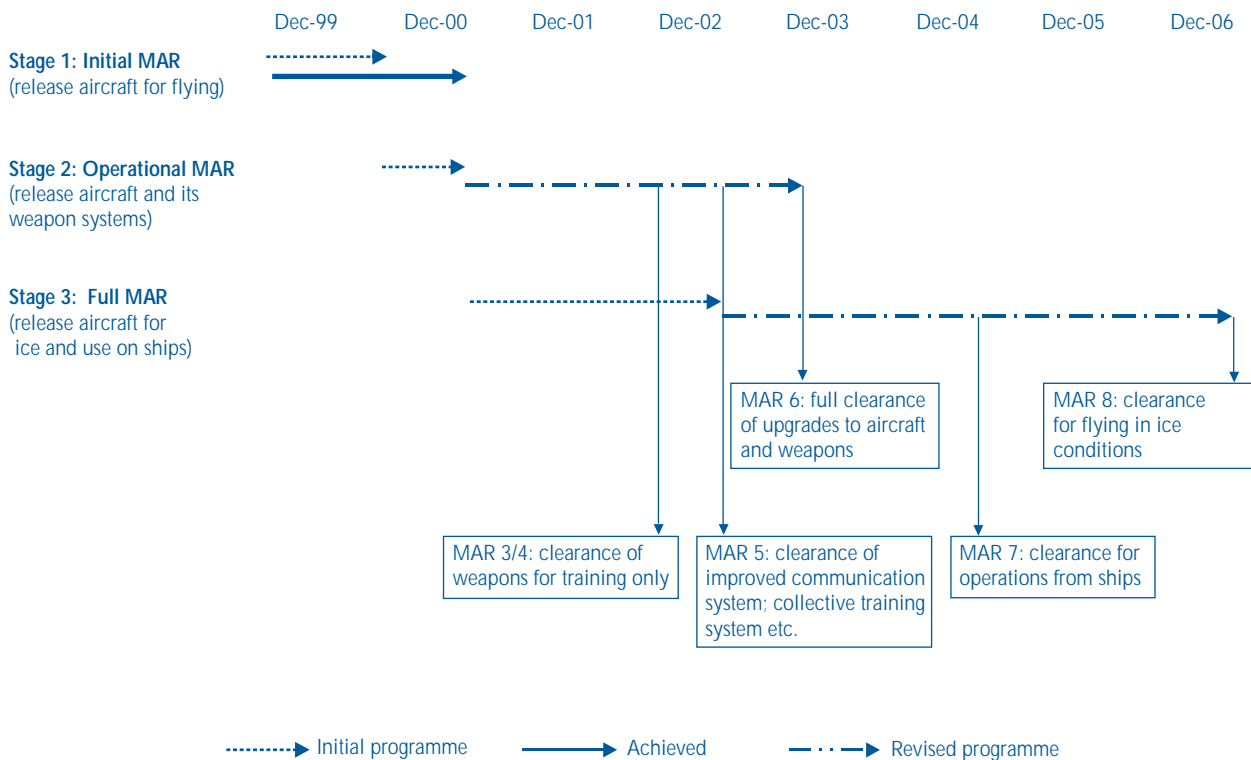 Dec-99 Dec-00 Dec-01 Dec-02 Dec-03 Dec-04 Dec-05 Dec-06
Stage 1: Initial MAR
(release aircraft for flying)
Stage 2: Operational MAR
(release aircraft and its
weapon systems)
Stage 3: Full MAR
(release aircraft for
ice and use on ships)
MAR 6: full clearance
of upgrades to aircraft
and weapons
MAR 8: clearance
for flying in ice
conditions
MAR 3/4: clearance of
weapons for training only
MAR 5: clearance of
improved communication
system; collective training
system etc.
MAR 7: clearance for
operations from ships
Initial programme Achieved Revised programme